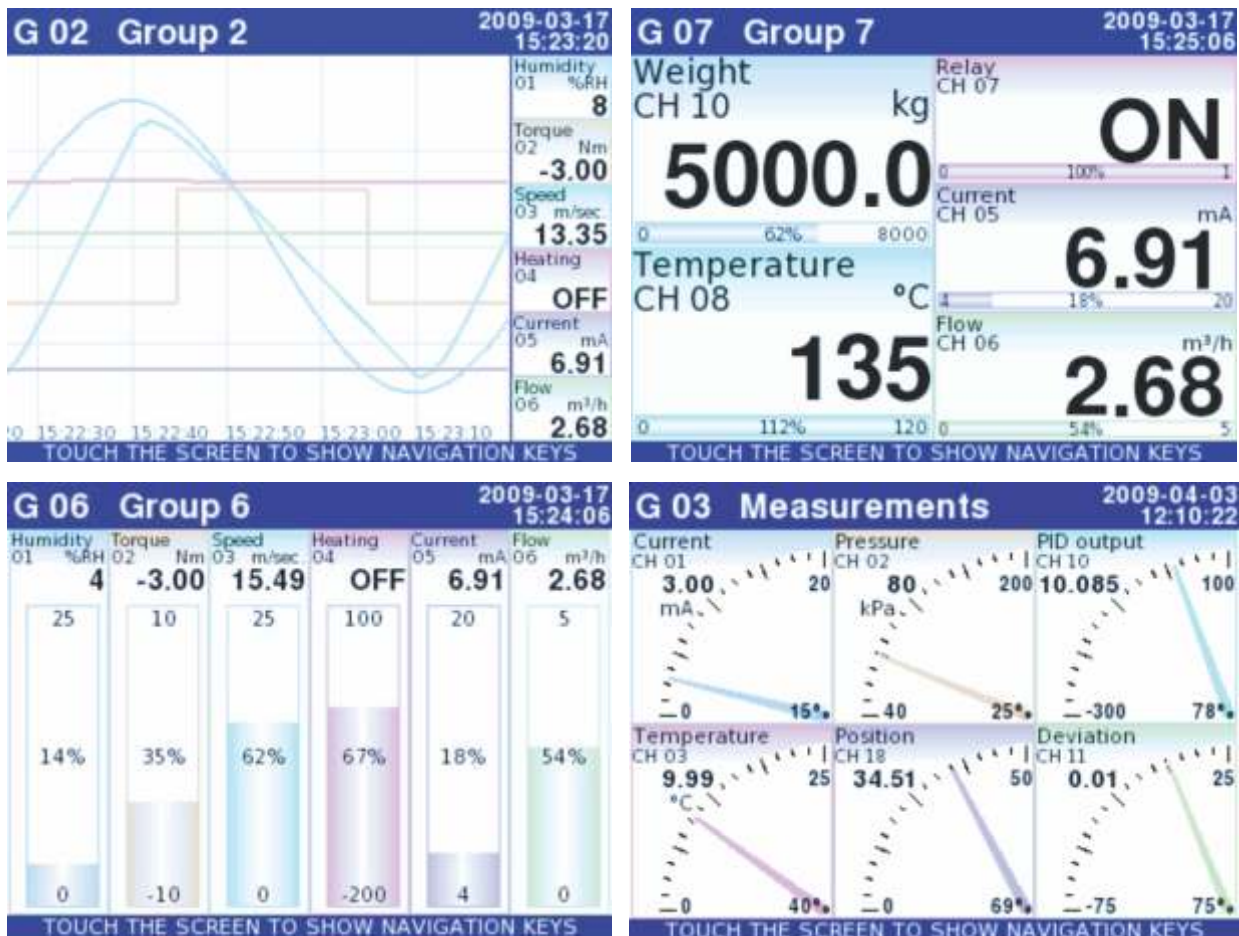 G 02 Group 2 2009-03-17
15:23:20
Humidity
01 %RH
8
Torque
02 Nm
-3.00
Speed
03 m/sec
13.35
Heating
04
OFF
Current
05 mA
6.91
Flow
06 m³/h
2.68
0 15:22:30 15:22:40 15:22:50 15:23:00 15:23:10
TOUCH THE SCREEN TO SHOW NAVIGATION KEYS
G 07 Group 7 2009-03-17
15:25:06
Weight
CH 10 kg
5000.0
0 62% 8000
Temperature
CH 08 °C
135
0 112% 120
Relay
CH 07
ON
0 100% 1
Current
CH 05 mA
6.91
4 18% 20
Flow
CH 06 m³/h
2.68
0 54% 5
TOUCH THE SCREEN TO SHOW NAVIGATION KEYS
G 06 Group 6 2009-03-17
15:24:06
Humidity Torque Speed Heating Current Flow
01 %RH 02 Nm 03 m/sec 04 05 mA 06 m³/h
4 -3.00 15.49 OFF 6.91 2.68
25 10 25 100 20 5
14% 35% 62% 67% 18% 54%
0 -10 0 -200 4 0
TOUCH THE SCREEN TO SHOW NAVIGATION KEYS
G 03 Measurements 2009-04-03
12:10:22
Current Pressure PID output
CH 01 CH 02 CH 10
3.00 20 80 200 10.085 100
mA kPa
0 15° 40 25° -300 78°
Temperature Position Deviation
CH 03 CH 18 CH 11
9.99 25 34.51 50 0.01 25
°C
0 40° 0 69° -75 75°
TOUCH THE SCREEN TO SHOW NAVIGATION KEYS